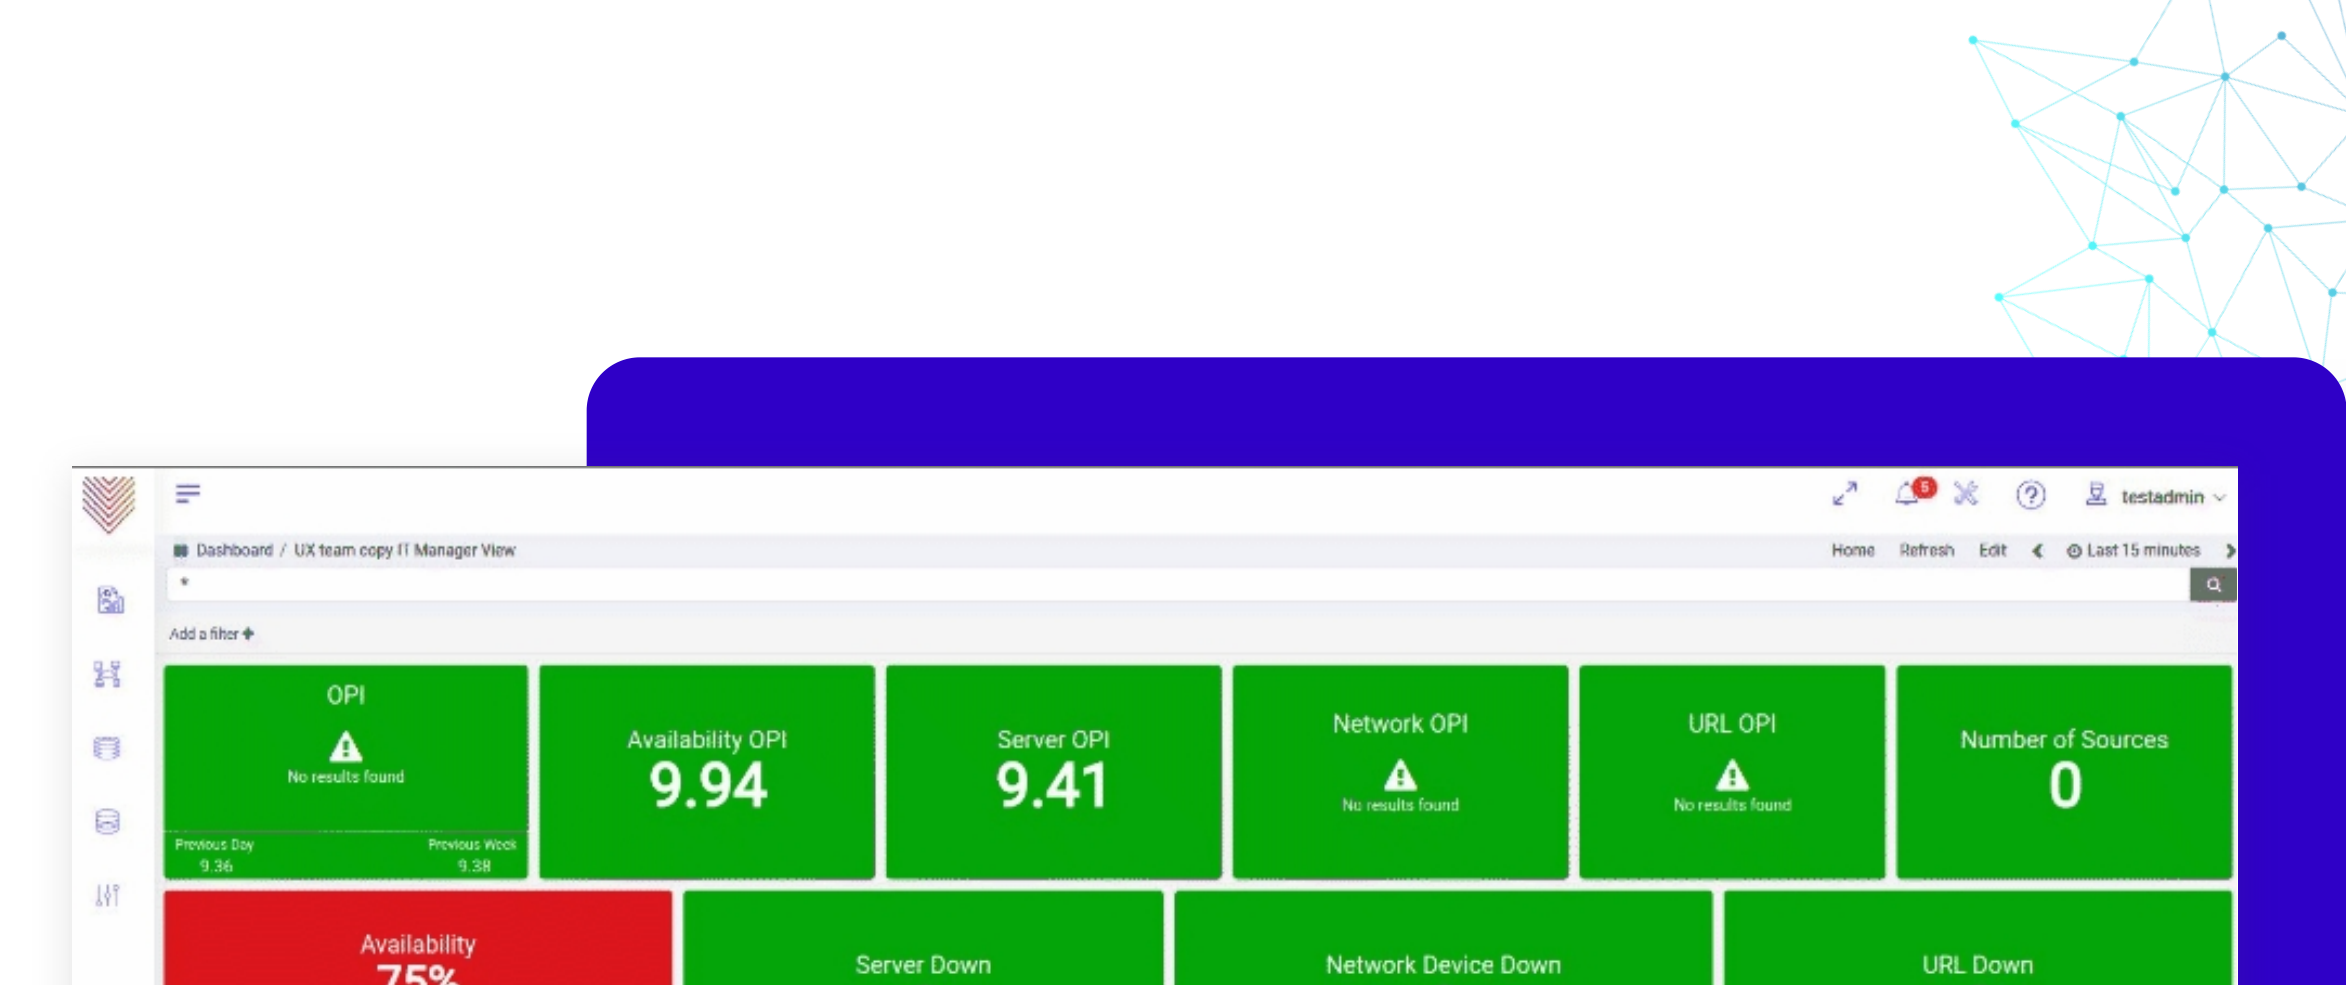 5
testadmin
Dashboard / UX team copy IT Manager View
Home Refresh Edit Last 15 minutes
*
Add a filter
OPI
No results found
Previous Day
9.36
Previous Week
9.38
Availability OPI
9.94
Server OPI
9.41
Network OPI
No results found
URL OPI
No results found
Number of Sources
0
Availability
75%
Server Down
Network Device Down
URL Down